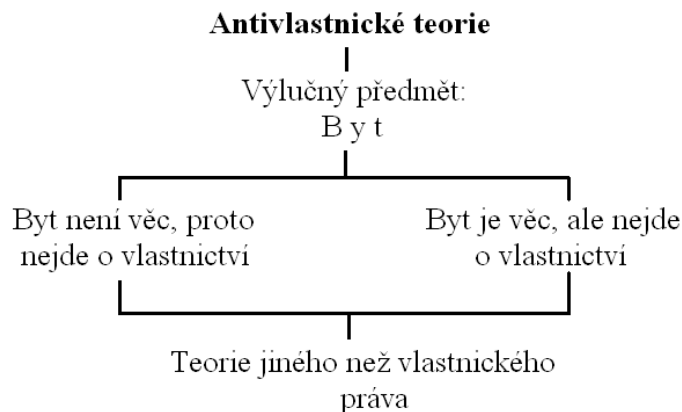 Antivlastnické teorie
Výlučný předmět:
B y t
Byt není věc, proto
nejde o vlastnictví
Byt je věc, ale nejde
o vlastnictví
Teorie jiného než vlastnického
práva